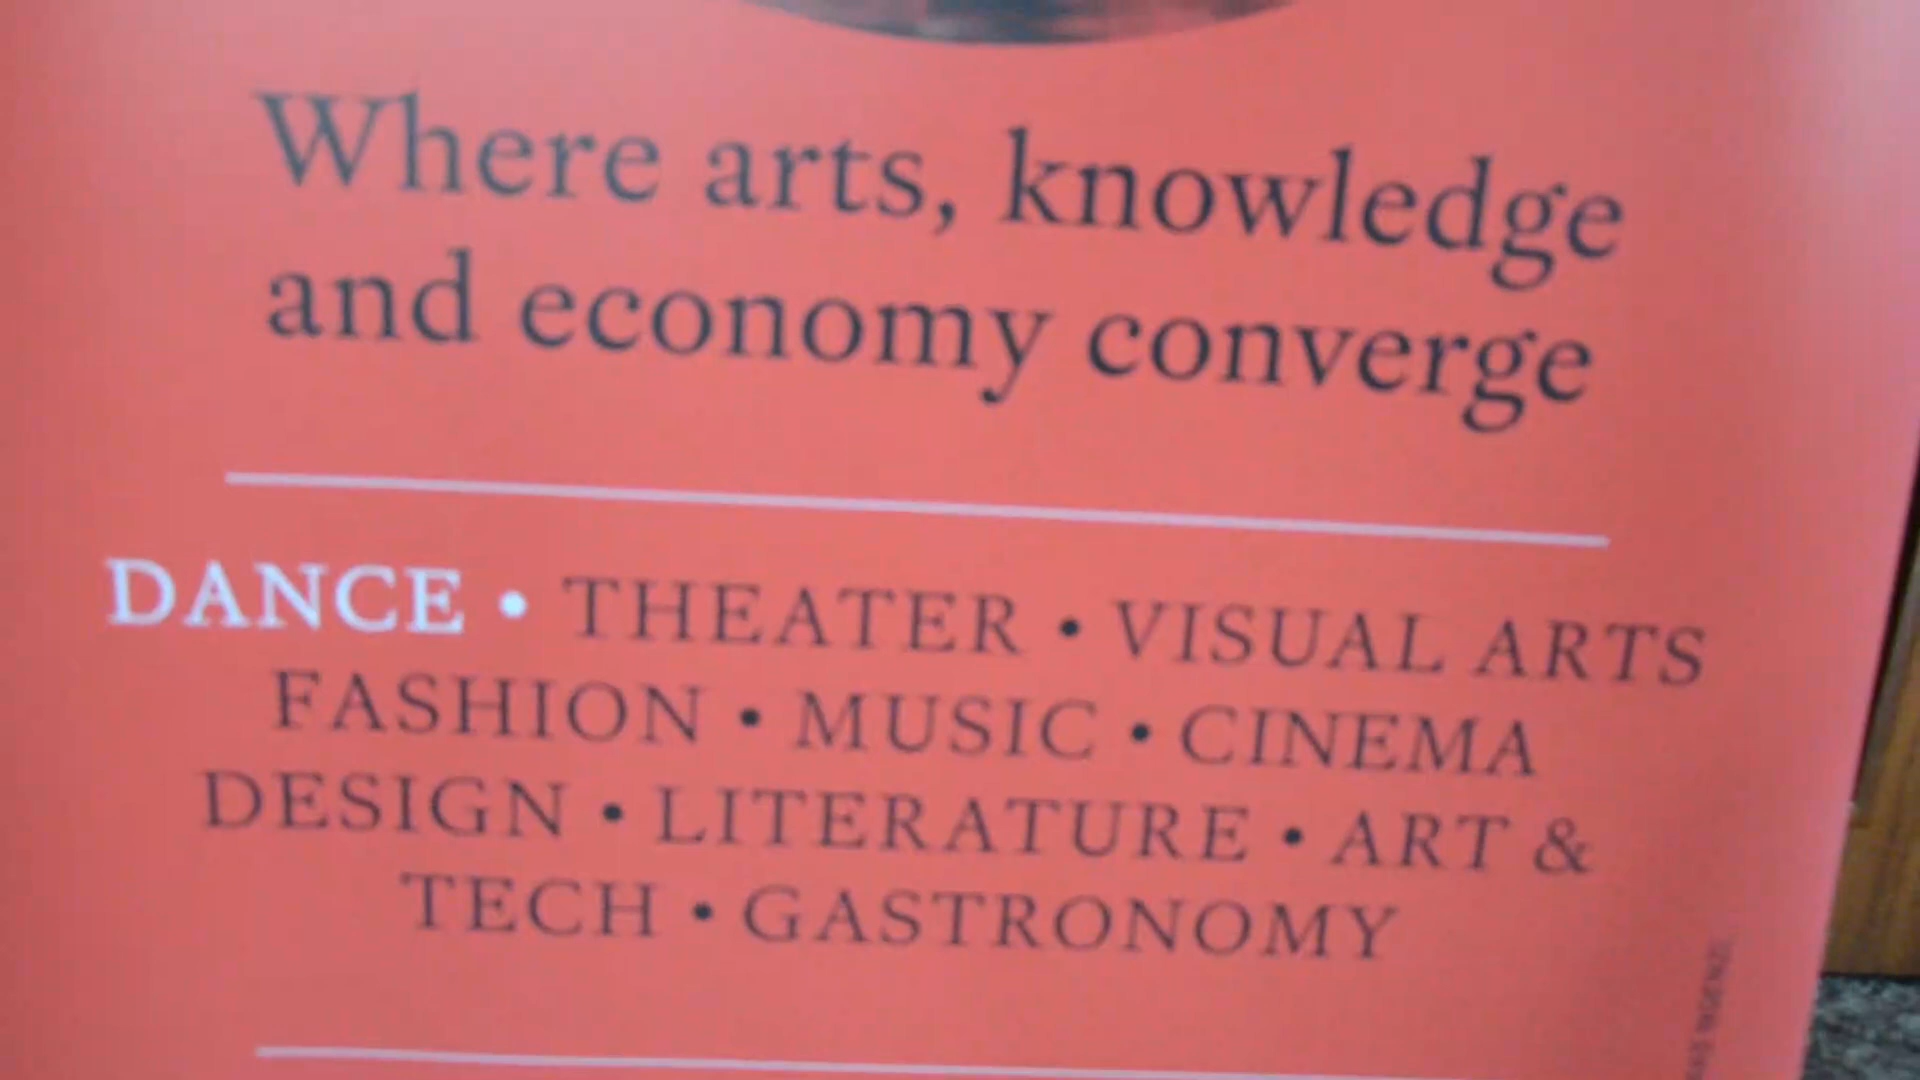 Where arts, knowledge
and economy converge
DANCE • THEATER • VISUAL ARTS
FASHION • MUSIC • CINEMA
DESIGN • LITERATURE • ART &
TECH • GASTRONOMY